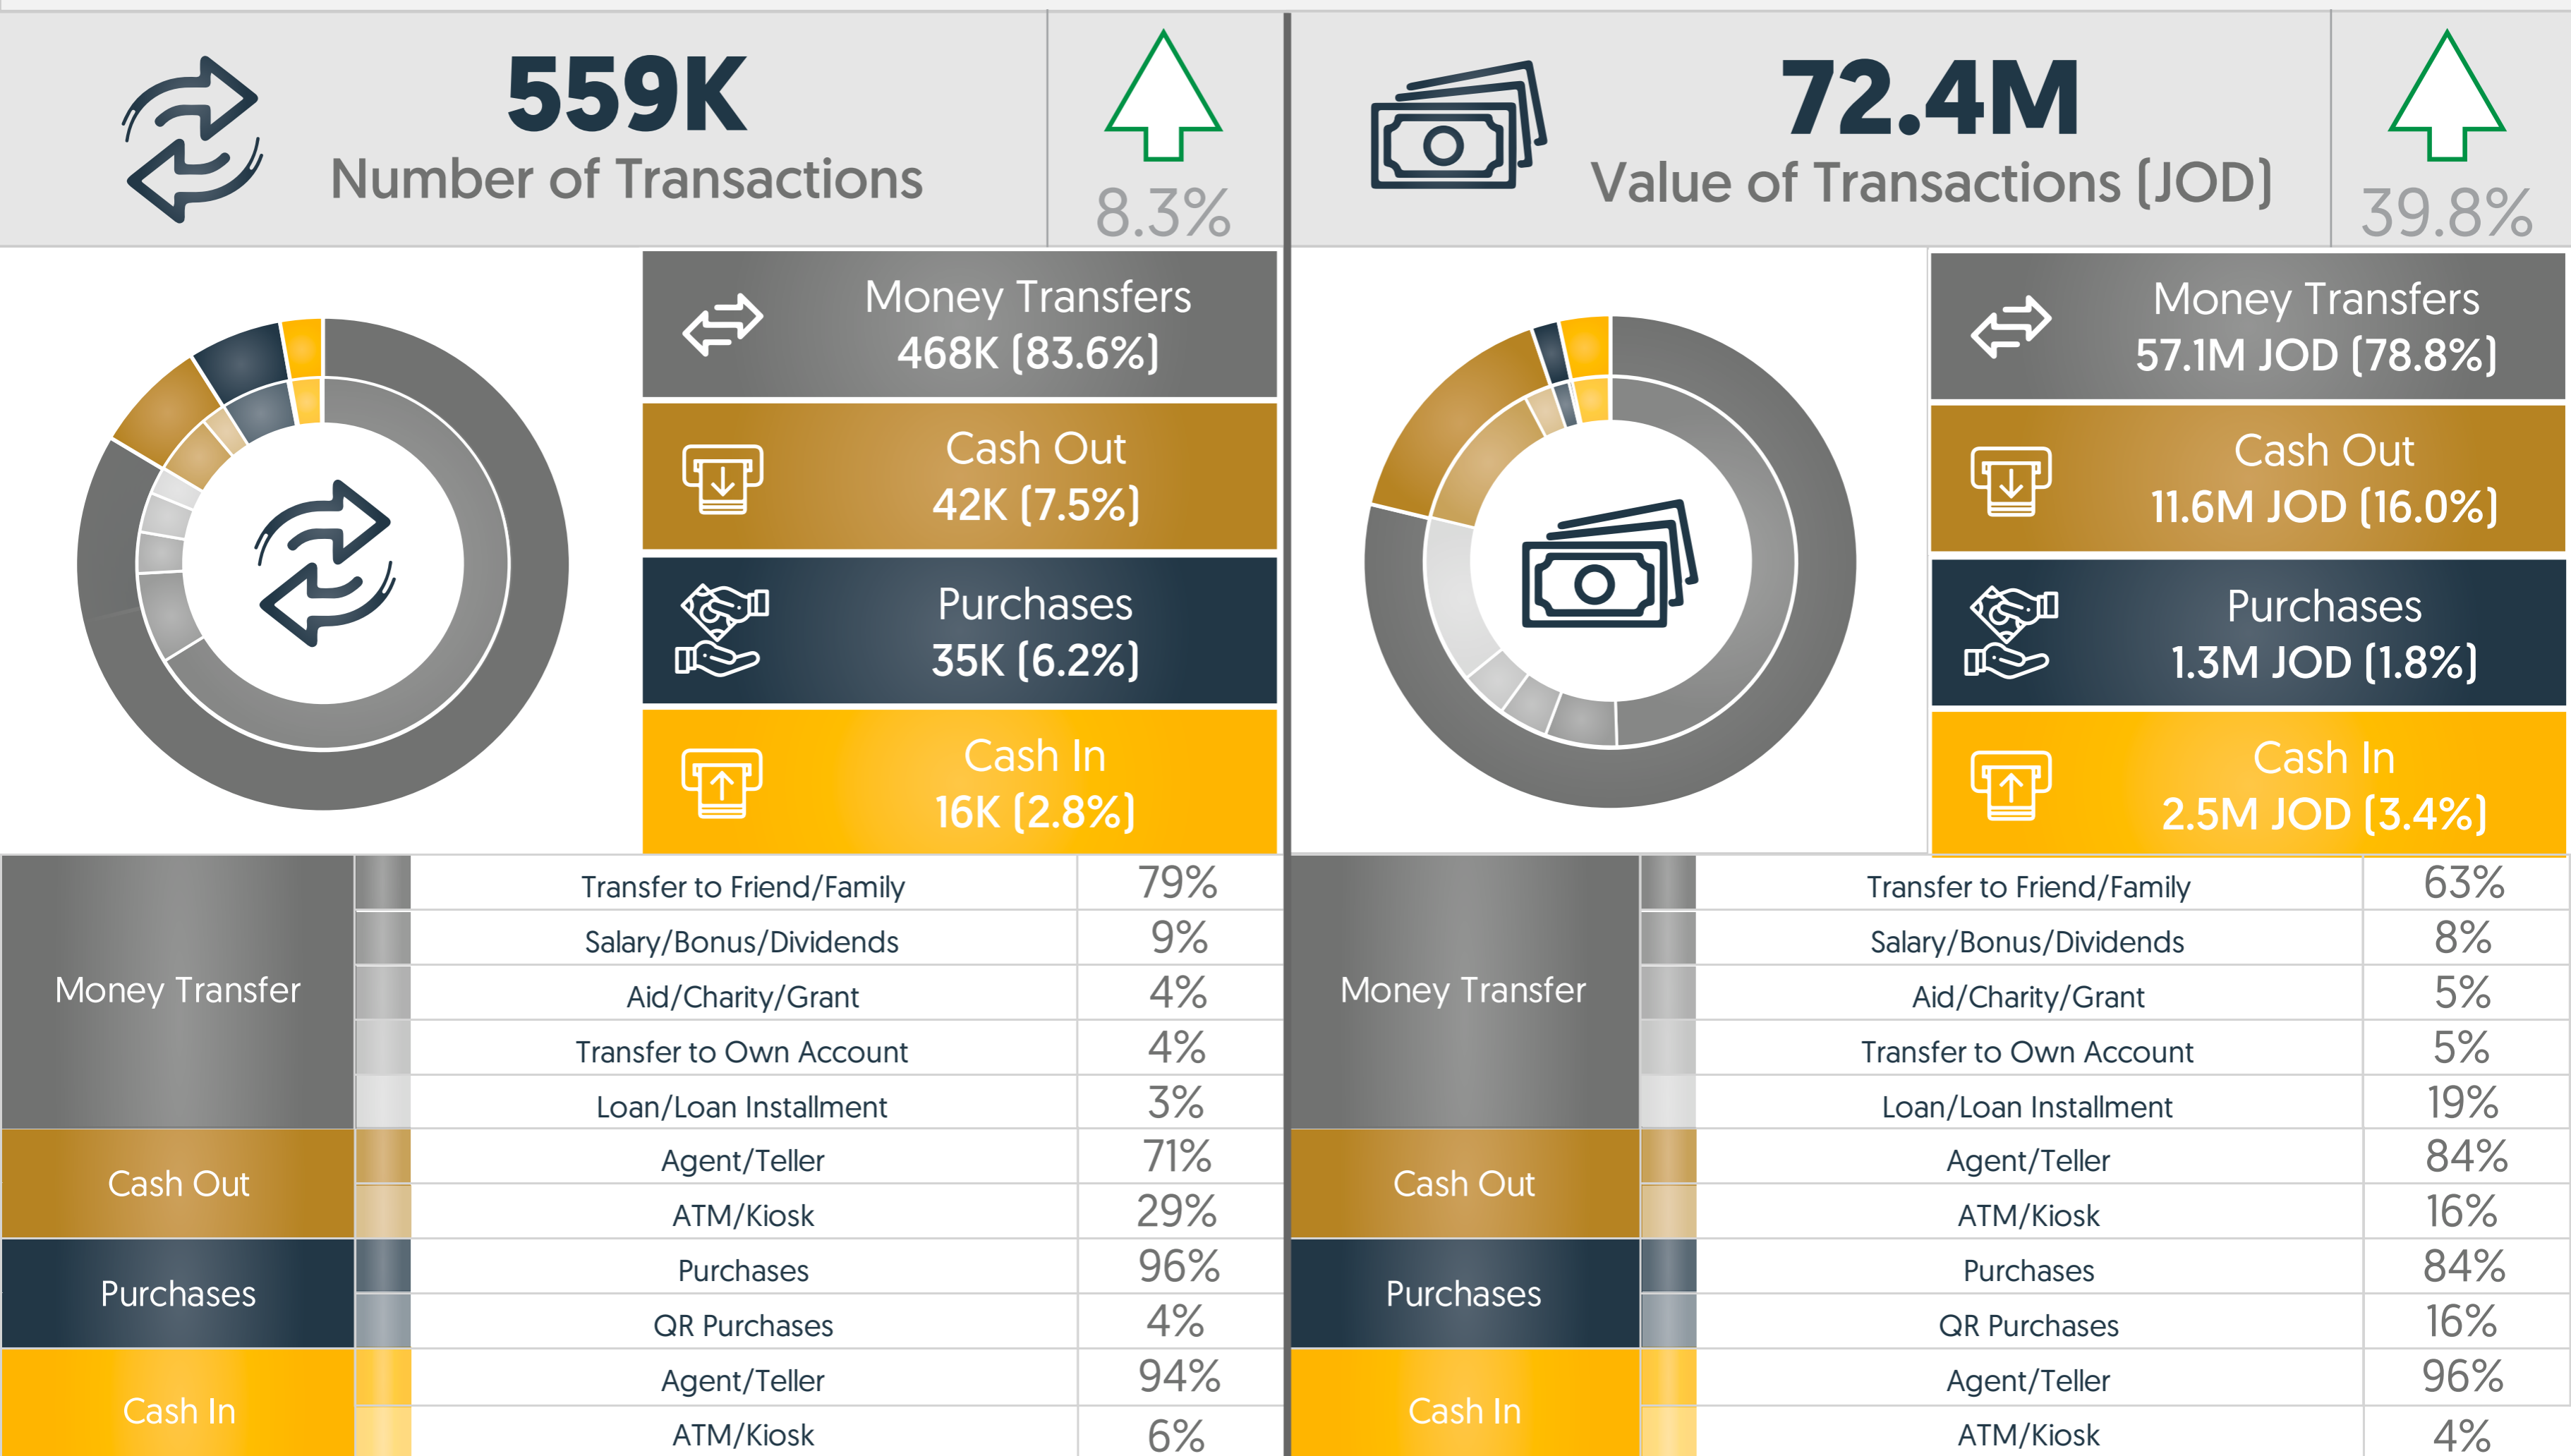 559K
Number of Transactions
8.3%
Money Transfers
468K (83.6%)
Cash Out
42K (7.5%)
Purchases
35K (6.2%)
Cash In
16K (2.8%)
Money Transfer
Transfer to Friend/Family 79%
Salary/Bonus/Dividends 9%
Aid/Charity/Grant 4%
Transfer to Own Account 4%
Loan/Loan Installment 3%
Cash Out
Agent/Teller 71%
ATM/Kiosk 29%
Purchases
Purchases 96%
QR Purchases 4%
Cash In
Agent/Teller 94%
ATM/Kiosk 6%
72.4M
Value of Transactions (JOD)
39.8%
Money Transfers
57.1M JOD (78.8%)
Cash Out
11.6M JOD (16.0%)
Purchases
1.3M JOD (1.8%)
Cash In
2.5M JOD (3.4%)
Money Transfer
Transfer to Friend/Family 63%
Salary/Bonus/Dividends 8%
Aid/Charity/Grant 5%
Transfer to Own Account 5%
Loan/Loan Installment 19%
Cash Out
Agent/Teller 84%
ATM/Kiosk 16%
Purchases
Purchases 84%
QR Purchases 16%
Cash In
Agent/Teller 96%
ATM/Kiosk 4%